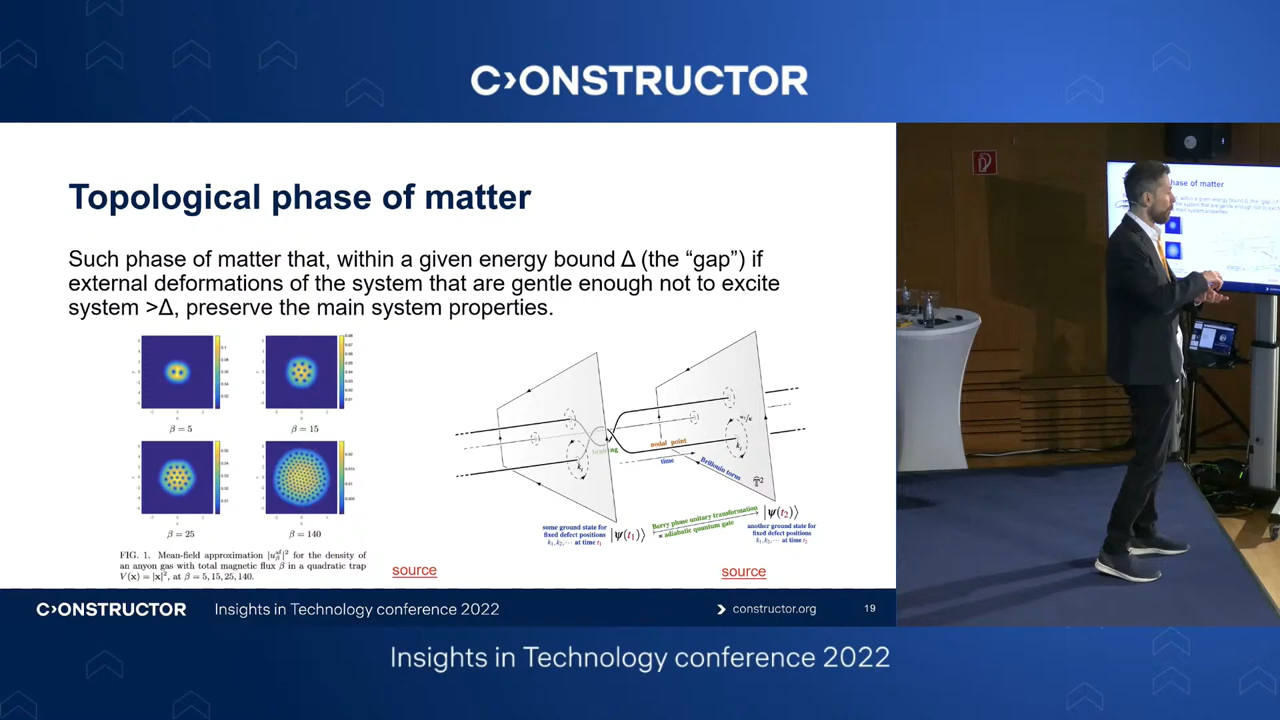 C›ONSTRUCTOR
Topological phase of matter
Such phase of matter that, within a given energy bound Δ (the “gap”) if
external deformations of the system that are gentle enough not to excite
system >Δ, preserve the main system properties.
β = 5
β = 15
β = 25
β = 140
FIG. 1. Mean-field approximation |u_β^af|² for the density of
an anyon gas with total magnetic flux β in a quadratic trap
V(x) = |x|², at β = 5, 15, 25, 140.
source
nodal point
time
Brillouin torus
some ground state for
fixed defect positions
k₁, k₂, ⋯ at time t₁
|ψ(t₁)⟩
Berry phase unitary transformation
= adiabatic quantum gate
|ψ(t₂)⟩
another ground state for
fixed defect positions
k₁, k₂, ⋯ at time t₂
source
C›ONSTRUCTOR
Insights in Technology conference 2022
constructor.org
19
Insights in Technology conference 2022